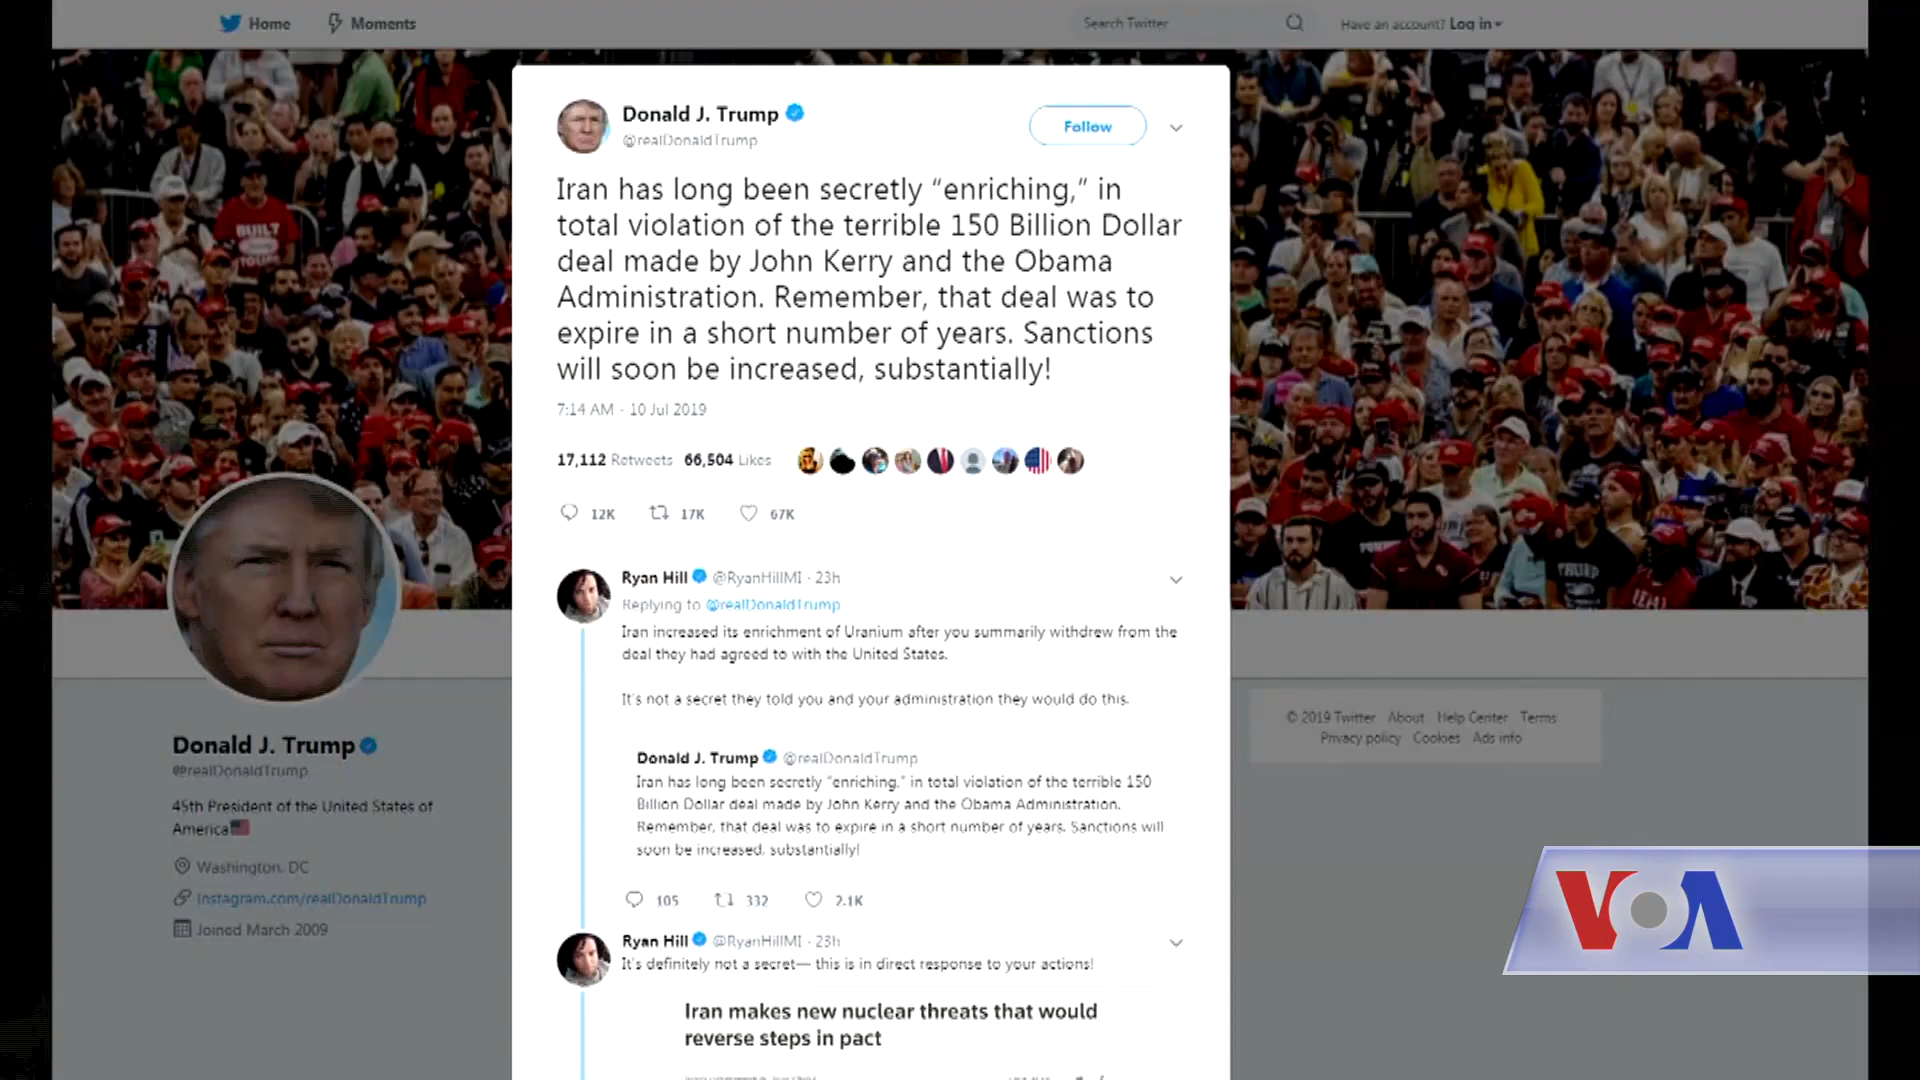 Home
Moments
Search Twitter
Have an account? Log in
Donald J. Trump
@realDonaldTrump
Follow
Iran has long been secretly “enriching,” in
total violation of the terrible 150 Billion Dollar
deal made by John Kerry and the Obama
Administration. Remember, that deal was to
expire in a short number of years. Sanctions
will soon be increased, substantially!
7:14 AM - 10 Jul 2019
17,112 Retweets 66,504 Likes
12K
17K
67K
Ryan Hill @RyanHillMI · 23h
Replying to @realDonaldTrump
Iran increased its enrichment of Uranium after you summarily withdrew from the
deal they had agreed to with the United States.
It's not a secret they told you and your administration they would do this.
Donald J. Trump @realDonaldTrump
Iran has long been secretly “enriching,” in total violation of the terrible 150
Billion Dollar deal made by John Kerry and the Obama Administration.
Remember, that deal was to expire in a short number of years. Sanctions will
soon be increased, substantially!
105
332
2.1K
Ryan Hill @RyanHillMI · 23h
It's definitely not a secret— this is in direct response to your actions!
Iran makes new nuclear threats that would
reverse steps in pact
Donald J. Trump
@realDonaldTrump
45th President of the United States of
America
Washington, DC
Instagram.com/realDonaldTrump
Joined March 2009
© 2019 Twitter About Help Center Terms
Privacy policy Cookies Ads info
VOA
BUILT
TRUMP